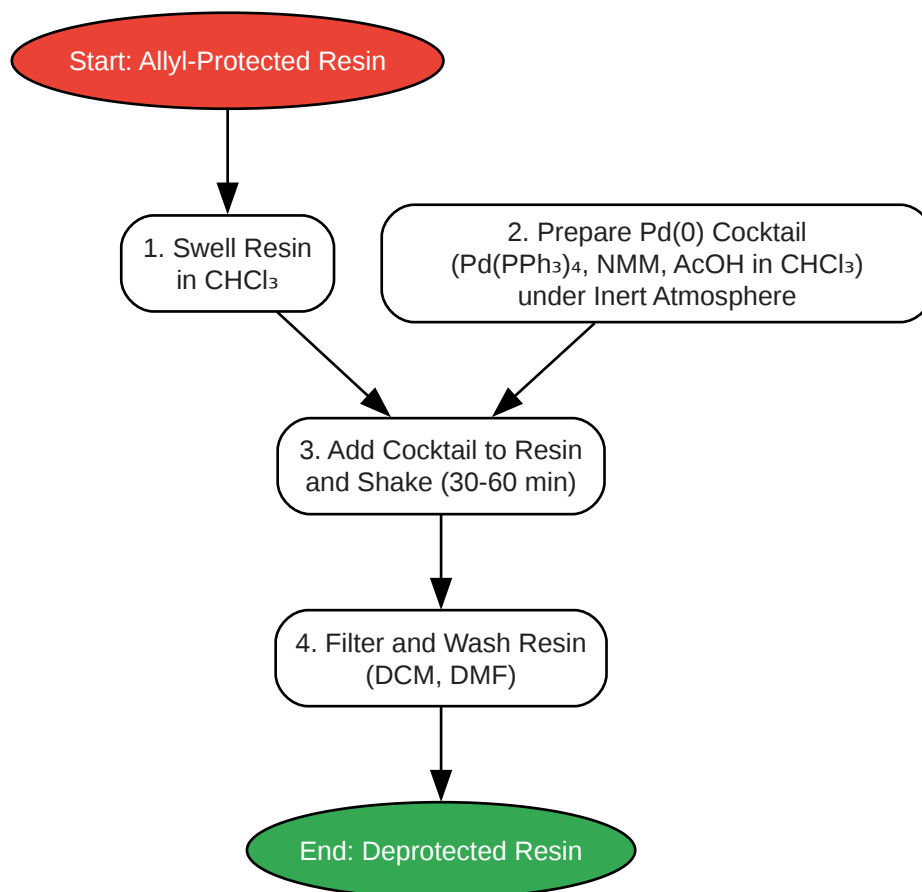 Start: Allyl-Protected Resin
1. Swell Resin
in CHCl₃
2. Prepare Pd(0) Cocktail
(Pd(PPh₃)₄, NMM, AcOH in CHCl₃)
under Inert Atmosphere
3. Add Cocktail to Resin
and Shake (30-60 min)
4. Filter and Wash Resin
(DCM, DMF)
End: Deprotected Resin